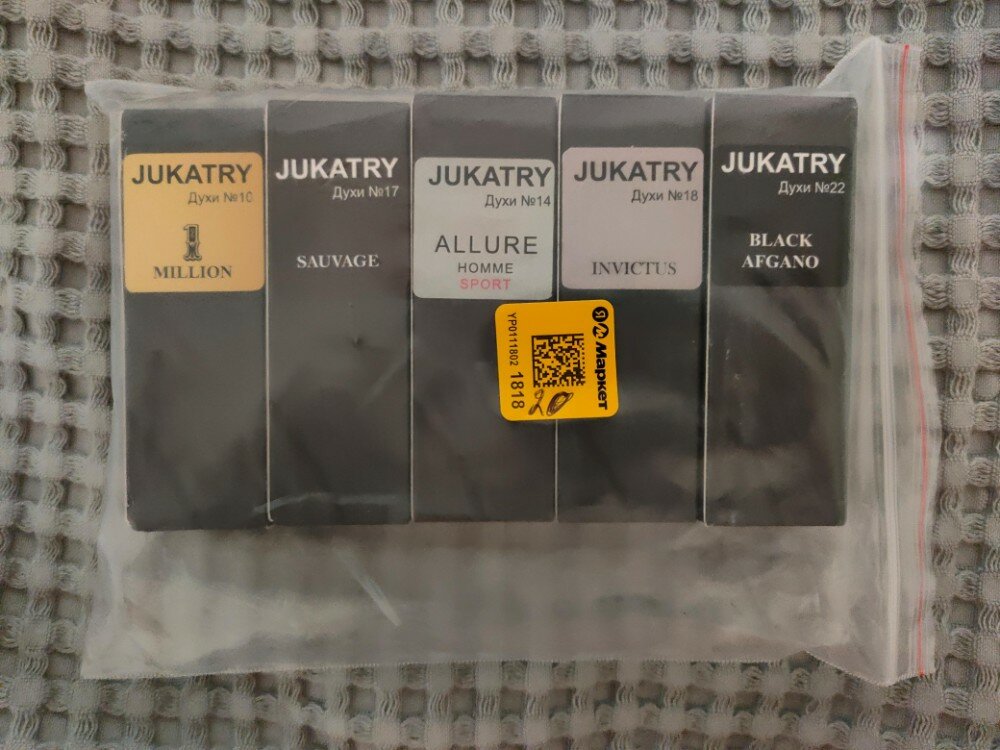 JUKATRY
Духи №10
1
MILLION
JUKATRY
Духи №17
SAUVAGE
JUKATRY
Духи №14
ALLURE
HOMME
SPORT
JUKATRY
Духи №18
INVICTUS
JUKATRY
Духи №22
BLACK
AFGANO
Я М Маркет
YP0111802 1818